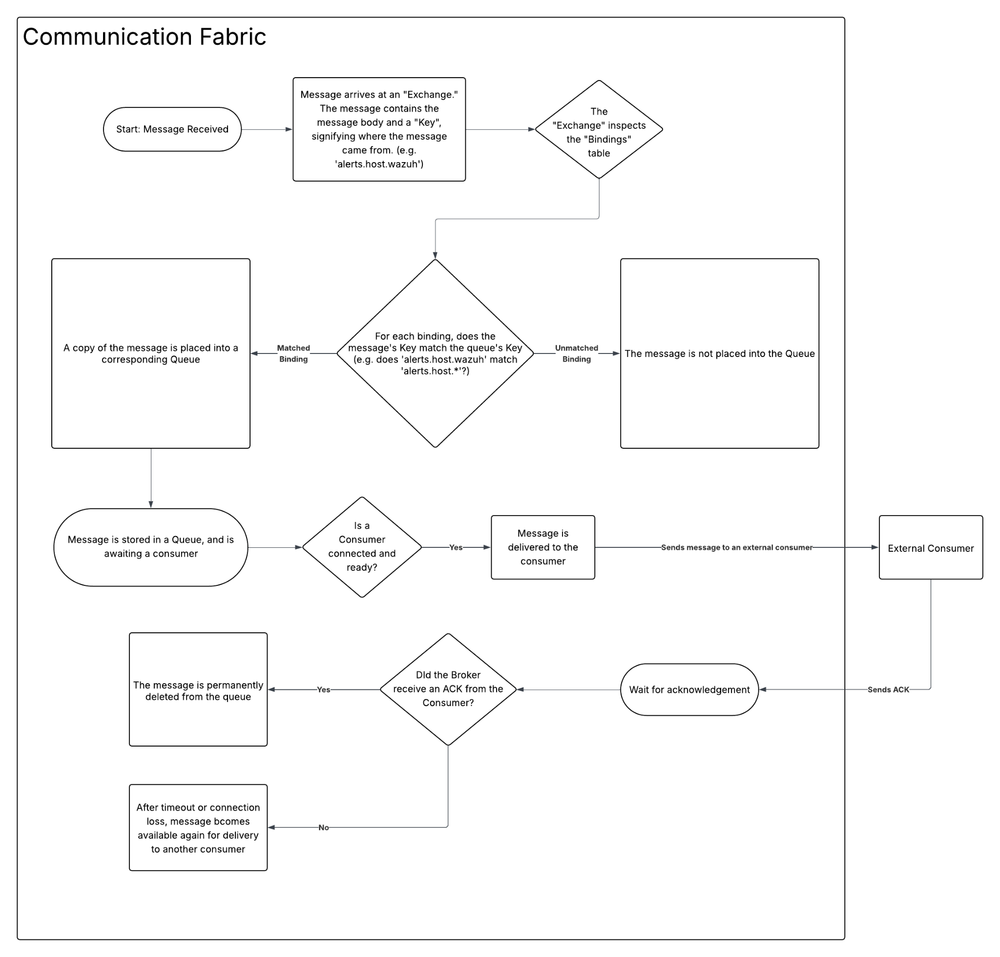 Communication Fabric
Start: Message Received
Message arrives at an "Exchange."
The message contains the
message body and a "Key",
signifying where the message
came from. (e.g.
'alerts.host.wazuh')
The
"Exchange" inspects
the "Bindings"
table
A copy of the message is placed into a
corresponding Queue
Matched
Binding
For each binding, does the
message's Key match the queue's Key
(e.g. does 'alerts.host.wazuh' match
'alerts.host.*'?)
Unmatched
Binding
The message is not placed into the Queue
Message is stored in a Queue, and is
awaiting a consumer
Is a
Consumer
connected and
ready?
Yes
Message is
delivered to the
consumer
Sends message to an external consumer
External Consumer
The message is permanently
deleted from the queue
Yes
DId the Broker
receive an ACK from the
Consumer?
Wait for acknowledgement
Sends ACK
After timeout or connection
loss, message bcomes
available again for delivery
to another consumer
No